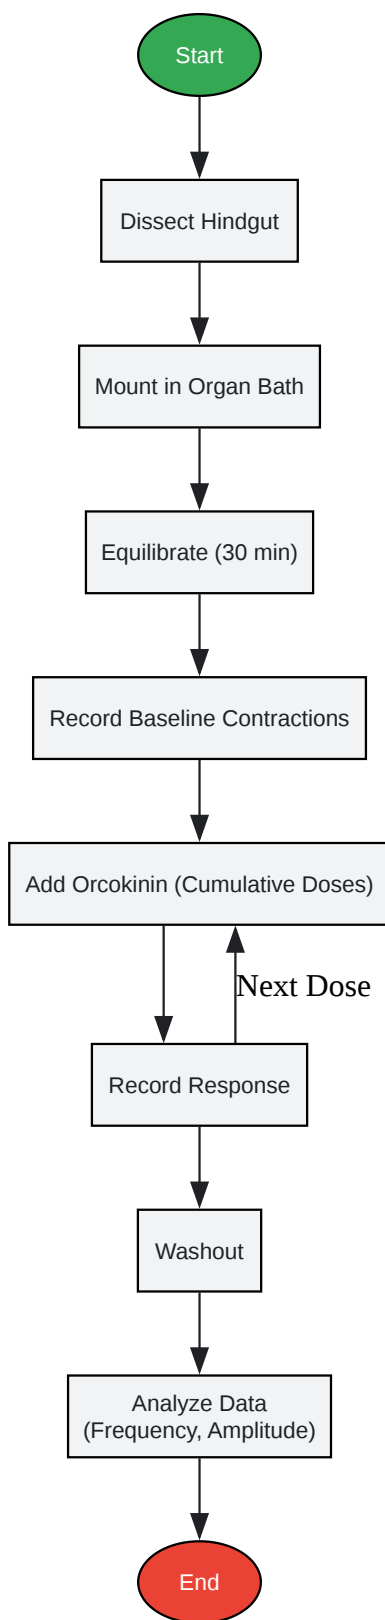 Start
Dissect Hindgut
Mount in Organ Bath
Equilibrate (30 min)
Record Baseline Contractions
Add Orcokinin (Cumulative Doses)
Next Dose
Record Response
Washout
Analyze Data
(Frequency, Amplitude)
End